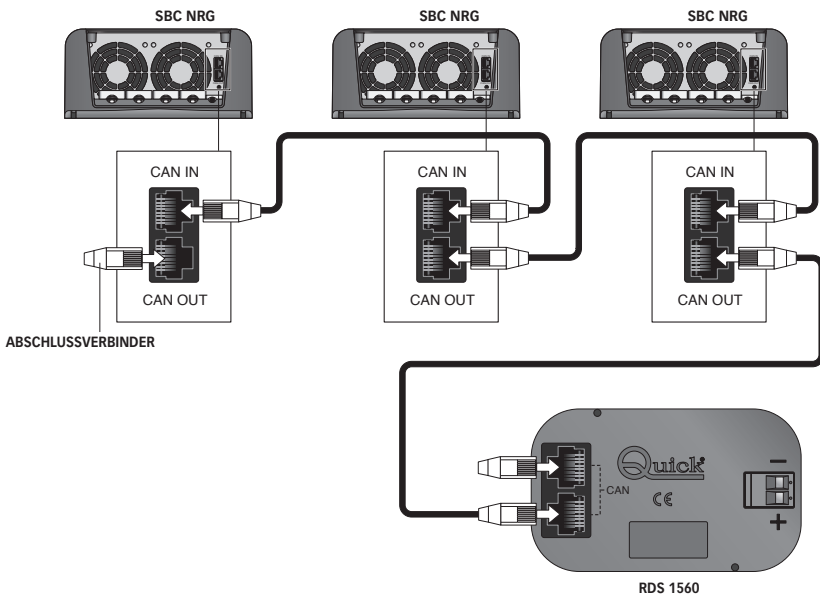 SBC NRG
SBC NRG
SBC NRG
CAN IN
CAN OUT
CAN IN
CAN OUT
CAN IN
CAN OUT
ABSCHLUSSVERBINDER
Quick®
CAN
CE
−
+
RDS 1560